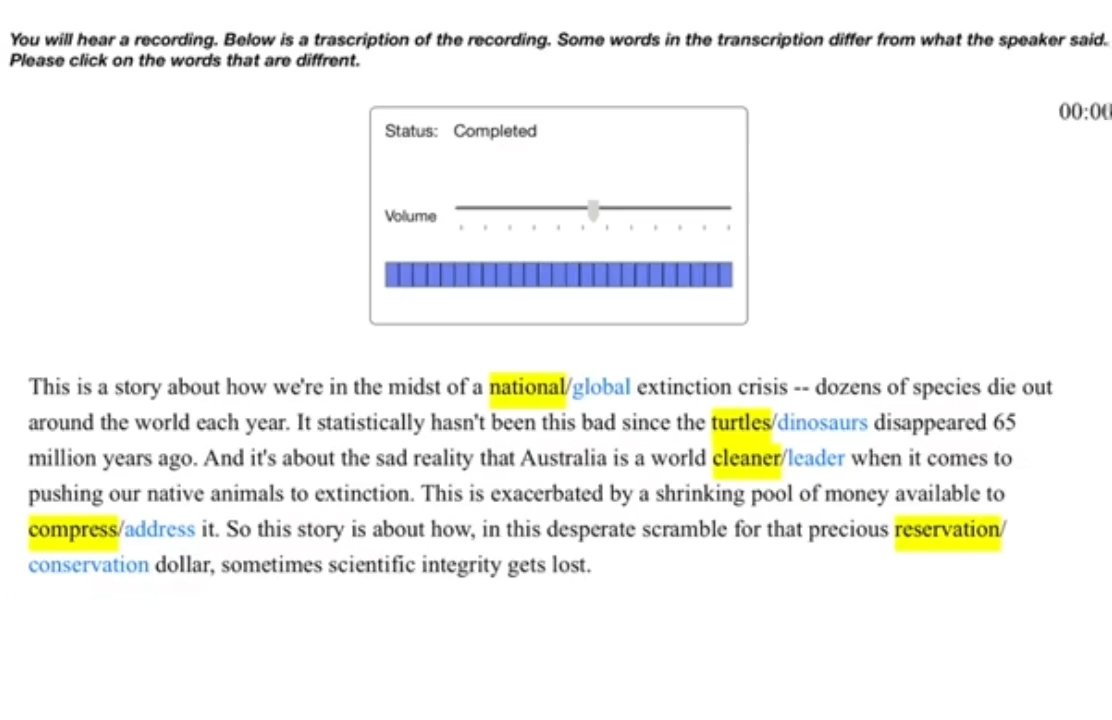 You will hear a recording. Below is a trascription of the recording. Some words in the transcription differ from what the speaker said.
Please click on the words that are diffrent.
00:00
Status: Completed
Volume
This is a story about how we're in the midst of a national/global extinction crisis -- dozens of species die out
around the world each year. It statistically hasn't been this bad since the turtles/dinosaurs disappeared 65
million years ago. And it's about the sad reality that Australia is a world cleaner/leader when it comes to
pushing our native animals to extinction. This is exacerbated by a shrinking pool of money available to
compress/address it. So this story is about how, in this desperate scramble for that precious reservation/
conservation dollar, sometimes scientific integrity gets lost.